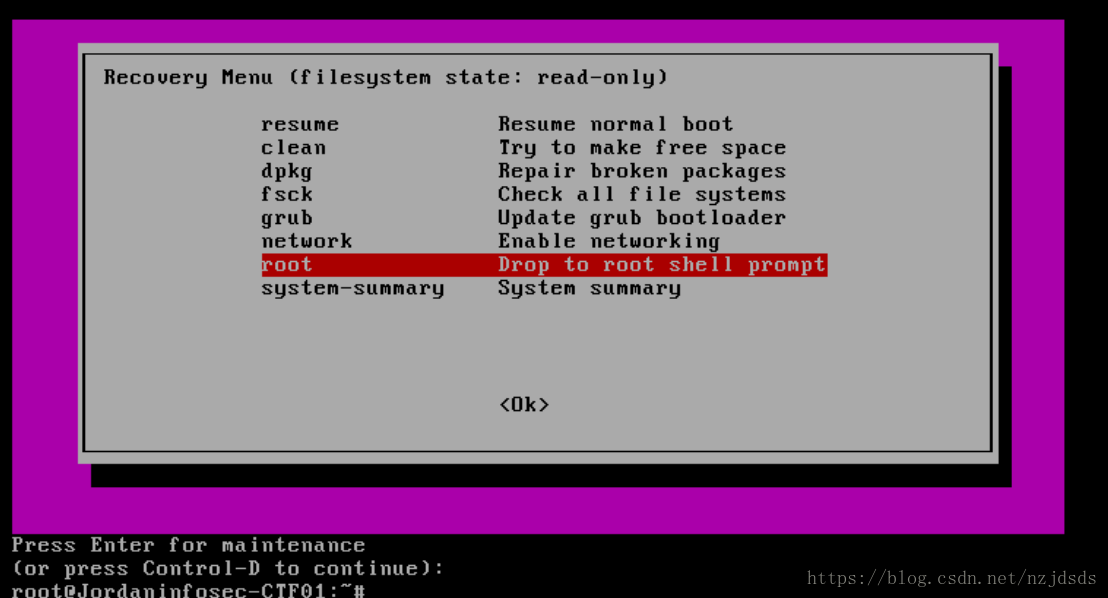 Recovery Menu (filesystem state: read-only)
resume Resume normal boot
clean Try to make free space
dpkg Repair broken packages
fsck Check all file systems
grub Update grub bootloader
network Enable networking
root Drop to root shell prompt
system-summary System summary
<Ok>
Press Enter for maintenance
(or press Control-D to continue):
root@Jordaninfosec-CTF01:~#
https://blog.csdn.net/nzjdsds